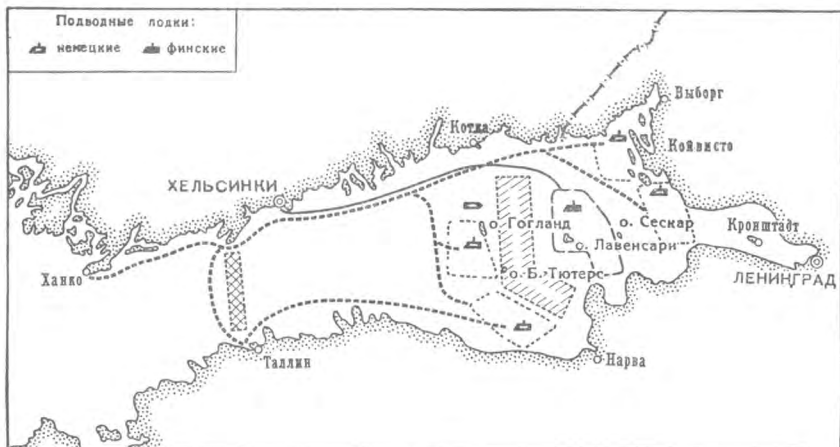 Подводные лодки:
немецкие финские
Выборг
Котка
Койвисто
ХЕЛЬСИНКИ
о. Гогланд
о. Сескар
Кронштадт
о. Лавенсари
ЛЕНИНГРАД
Ханко
о. Б. Тютерс
Таллин
Нарва